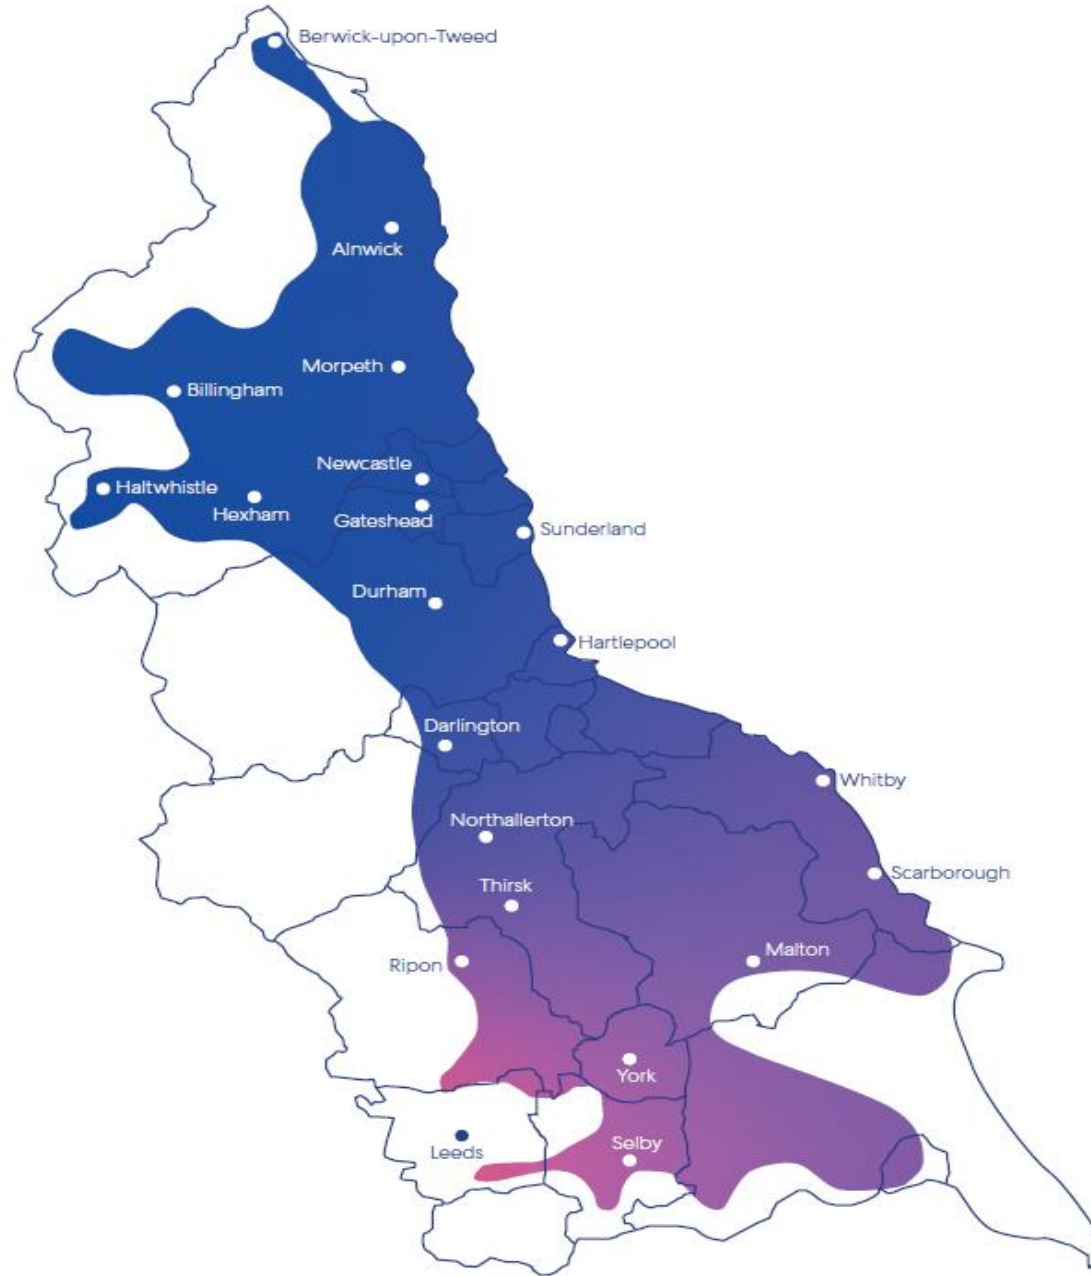 Berwick-upon-Tweed
Alnwick
Morpeth
Billingham
Newcastle
Haltwhistle
Hexham
Gateshead
Sunderland
Durham
Hartlepool
Darlington
Whitby
Northallerton
Scarborough
Thirsk
Malton
Ripon
York
Selby
Leeds